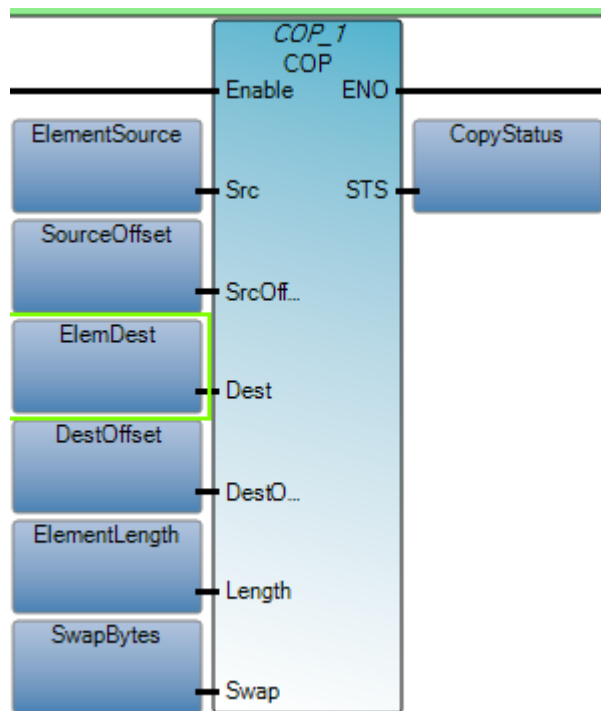 COP_1
COP
Enable ENO
ElementSource CopyStatus
Src STS
SourceOffset
SrcOff...
ElemDest
Dest
DestOffset
DestO...
ElementLength
Length
SwapBytes
Swap